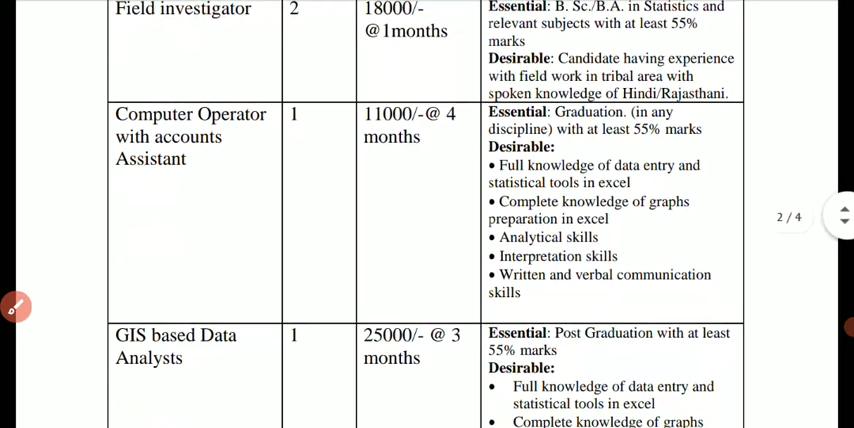 Field investigator
2
18000/-
@1months
Essential: B. Sc./B.A. in Statistics and
relevant subjects with at least 55%
marks
Desirable: Candidate having experience
with field work in tribal area with
spoken knowledge of Hindi/Rajasthani.
Computer Operator
with accounts
Assistant
1
11000/-@ 4
months
Essential: Graduation. (in any
discipline) with at least 55% marks
Desirable:
• Full knowledge of data entry and
statistical tools in excel
• Complete knowledge of graphs
preparation in excel
• Analytical skills
• Interpretation skills
• Written and verbal communication
skills
2 / 4
GIS based Data
Analysts
1
25000/- @ 3
months
Essential: Post Graduation with at least
55% marks
Desirable:
• Full knowledge of data entry and
statistical tools in excel
• Complete knowledge of graphs